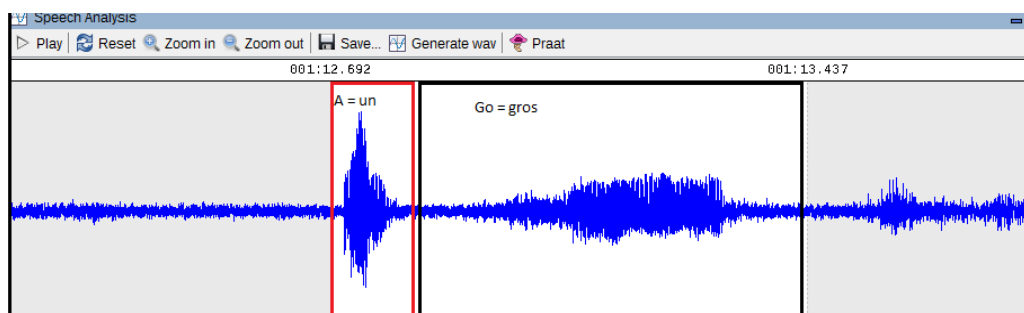 Speech Analysis
Play Reset Zoom in Zoom out Save... Generate wav Praat
001:12.692 001:13.437
A = un
Go = gros